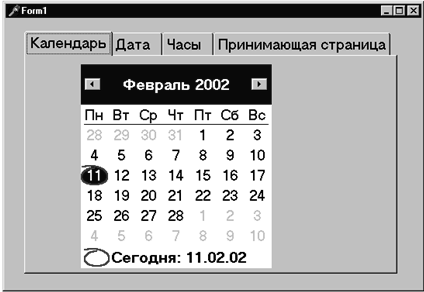 Form1
Календарь Дата Часы Принимающая страница
Февраль 2002
Пн Вт Ср Чт Пт Сб Вс
28 29 30 31 1 2 3
4 5 6 7 8 9 10
11 12 13 14 15 16 17
18 19 20 21 22 23 24
25 26 27 28 1 2 3
4 5 6 7 8 9 10
Сегодня: 11.02.02